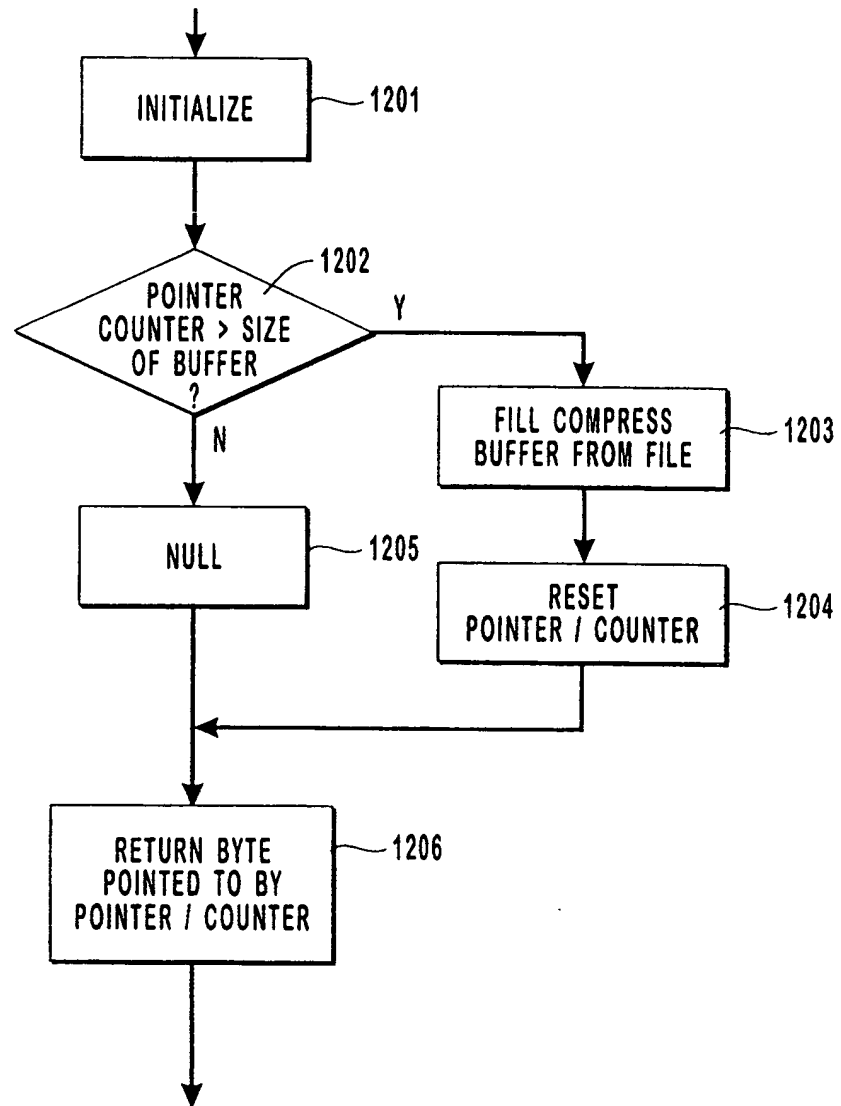 INITIALIZE
1201
1202
POINTER
COUNTER > SIZE
OF BUFFER
?
Y
N
FILL COMPRESS
BUFFER FROM FILE
1203
NULL
1205
RESET
POINTER / COUNTER
1204
RETURN BYTE
POINTED TO BY
POINTER / COUNTER
1206